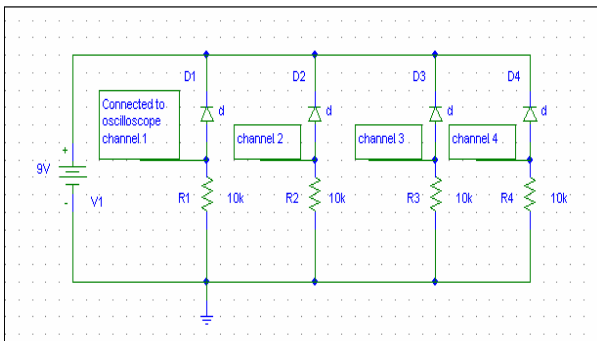 D1
D2
D3
D4
Connected to
oscilloscope
channel 1
d
d
d
d
channel 2
channel 3
channel 4
+
9V
-
V1
R1
10k
R2
10k
R3
10k
R4
10k